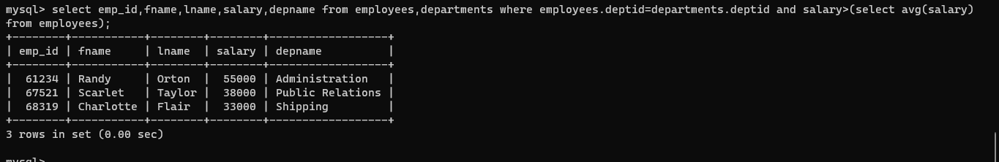 mysql> select emp_id,fname,lname,salary,depname from employees,departments where employees.deptid=departments.deptid and salary>(select avg(salary)
from employees);
+--------+-----------+--------+--------+------------------+
| emp_id | fname     | lname  | salary | depname          |
+--------+-----------+--------+--------+------------------+
|  61234 | Randy     | Orton  |  55000 | Administration   |
|  67521 | Scarlet   | Taylor |  38000 | Public Relations |
|  68319 | Charlotte | Flair  |  33000 | Shipping         |
+--------+-----------+--------+--------+------------------+
3 rows in set (0.00 sec)
mysql>